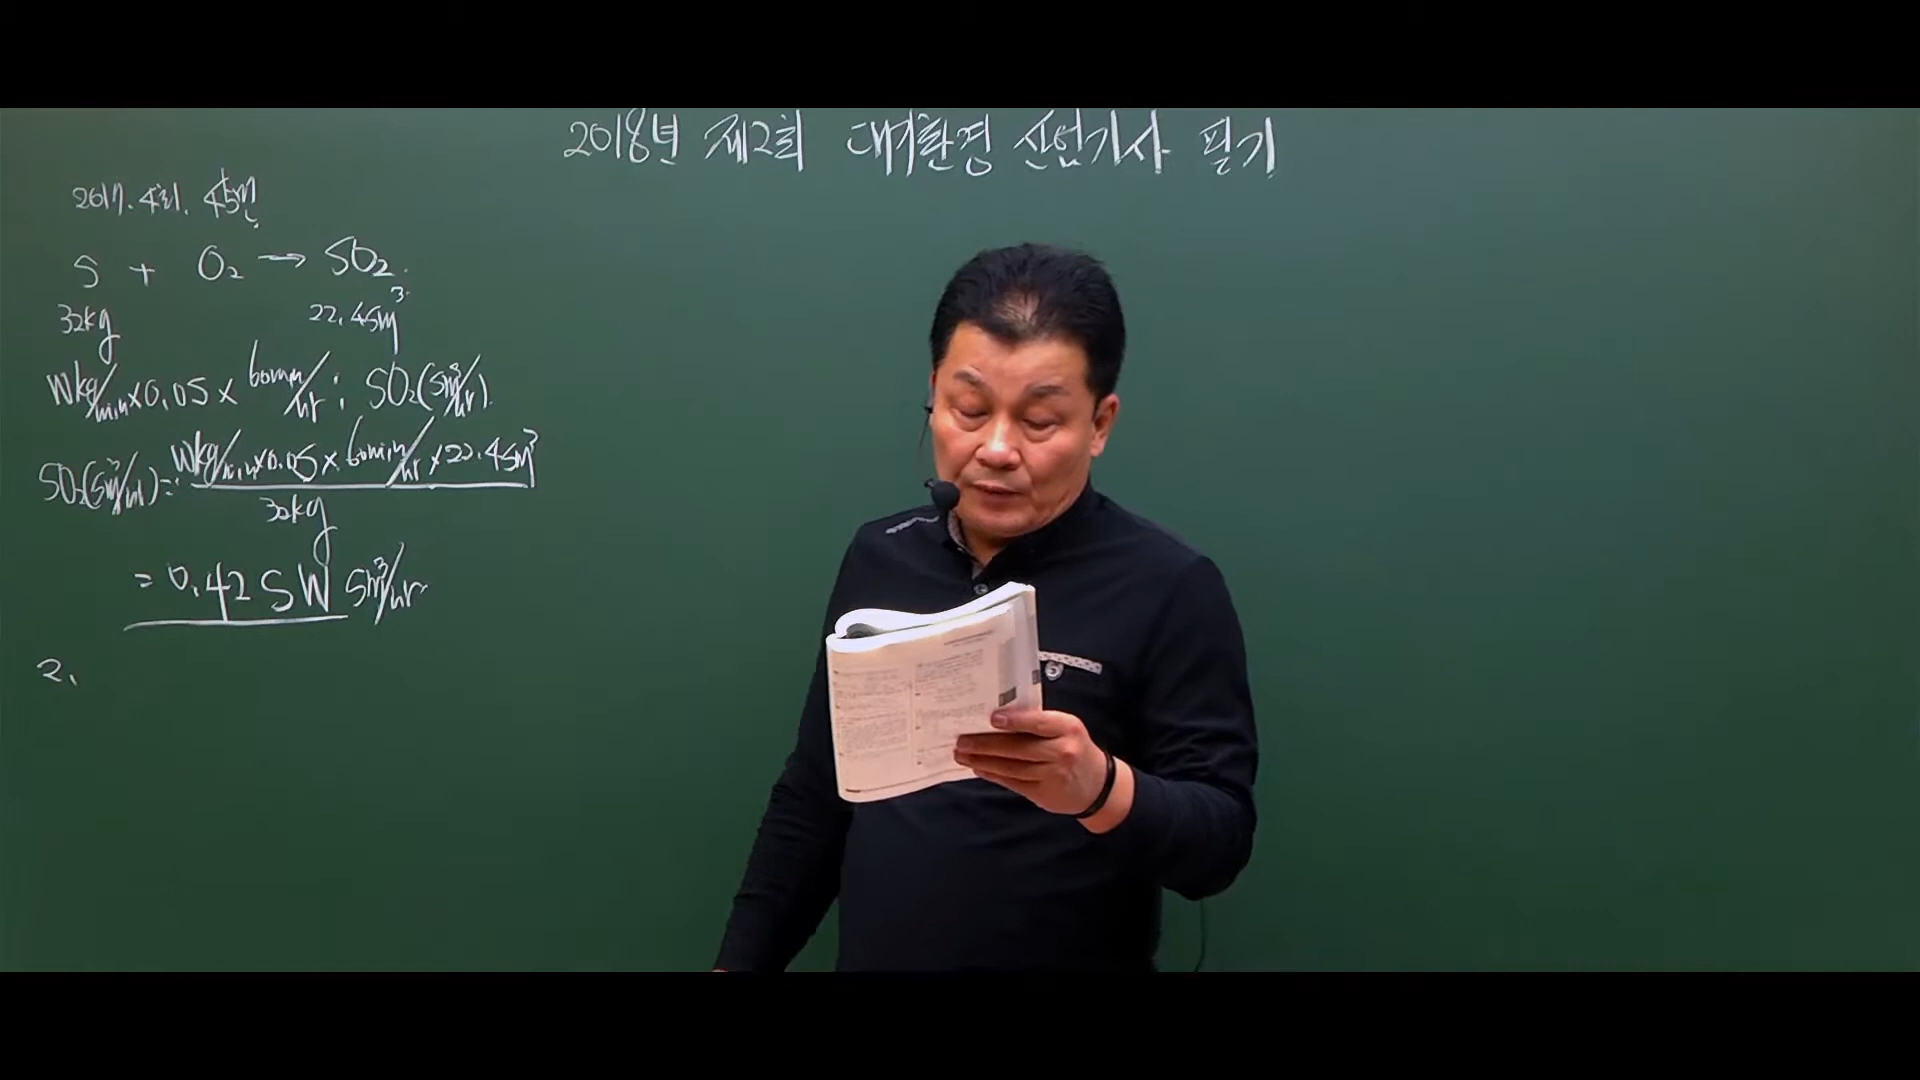 2018년 제2회 대기환경 산업기사 필기
2017. 4회. 45번
S + O₂ → SO₂.
32kg 22.4Sm³
Wkg/min×0.05×60min/hr : SO₂(Sm³/hr).
SO₂(Sm³/hr)= Wkg/min×0.05×60min/hr×22.4Sm³
32kg
= 0.42 S W Sm³/hr
2.